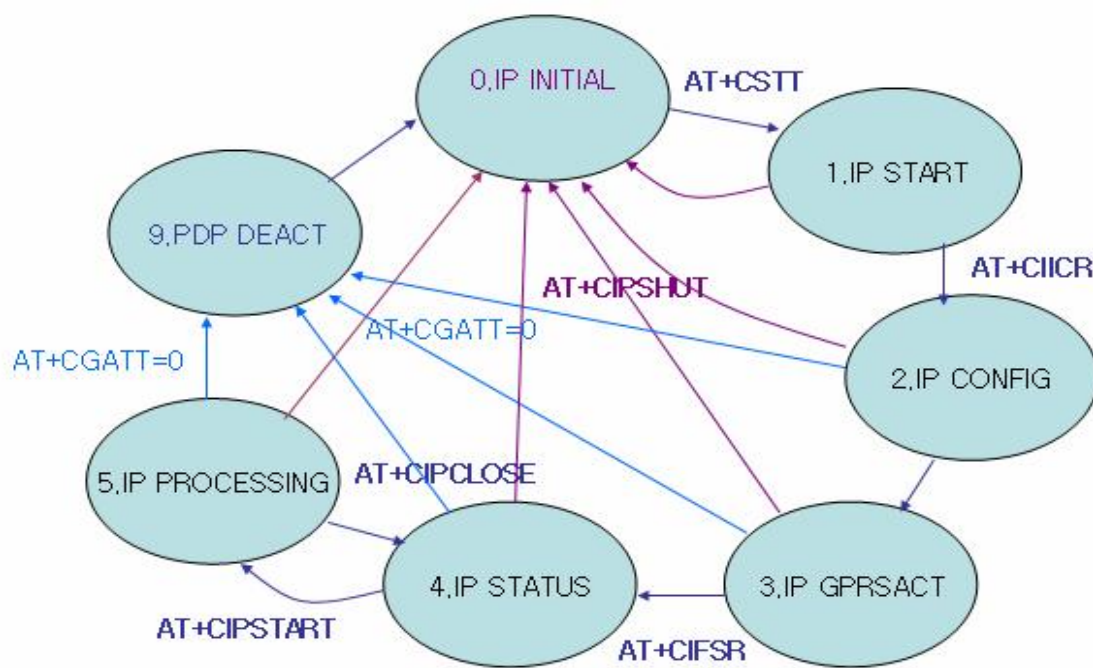 0,IP INITIAL
AT+CSTT
1,IP START
9,PDP DEACT
AT+CIICR
AT+CIPSHUT
AT+CGATT=0
AT+CGATT=0
2,IP CONFIG
5,IP PROCESSING
AT+CIPCLOSE
4,IP STATUS
3,IP GPRSACT
AT+CIPSTART
AT+CIFSR